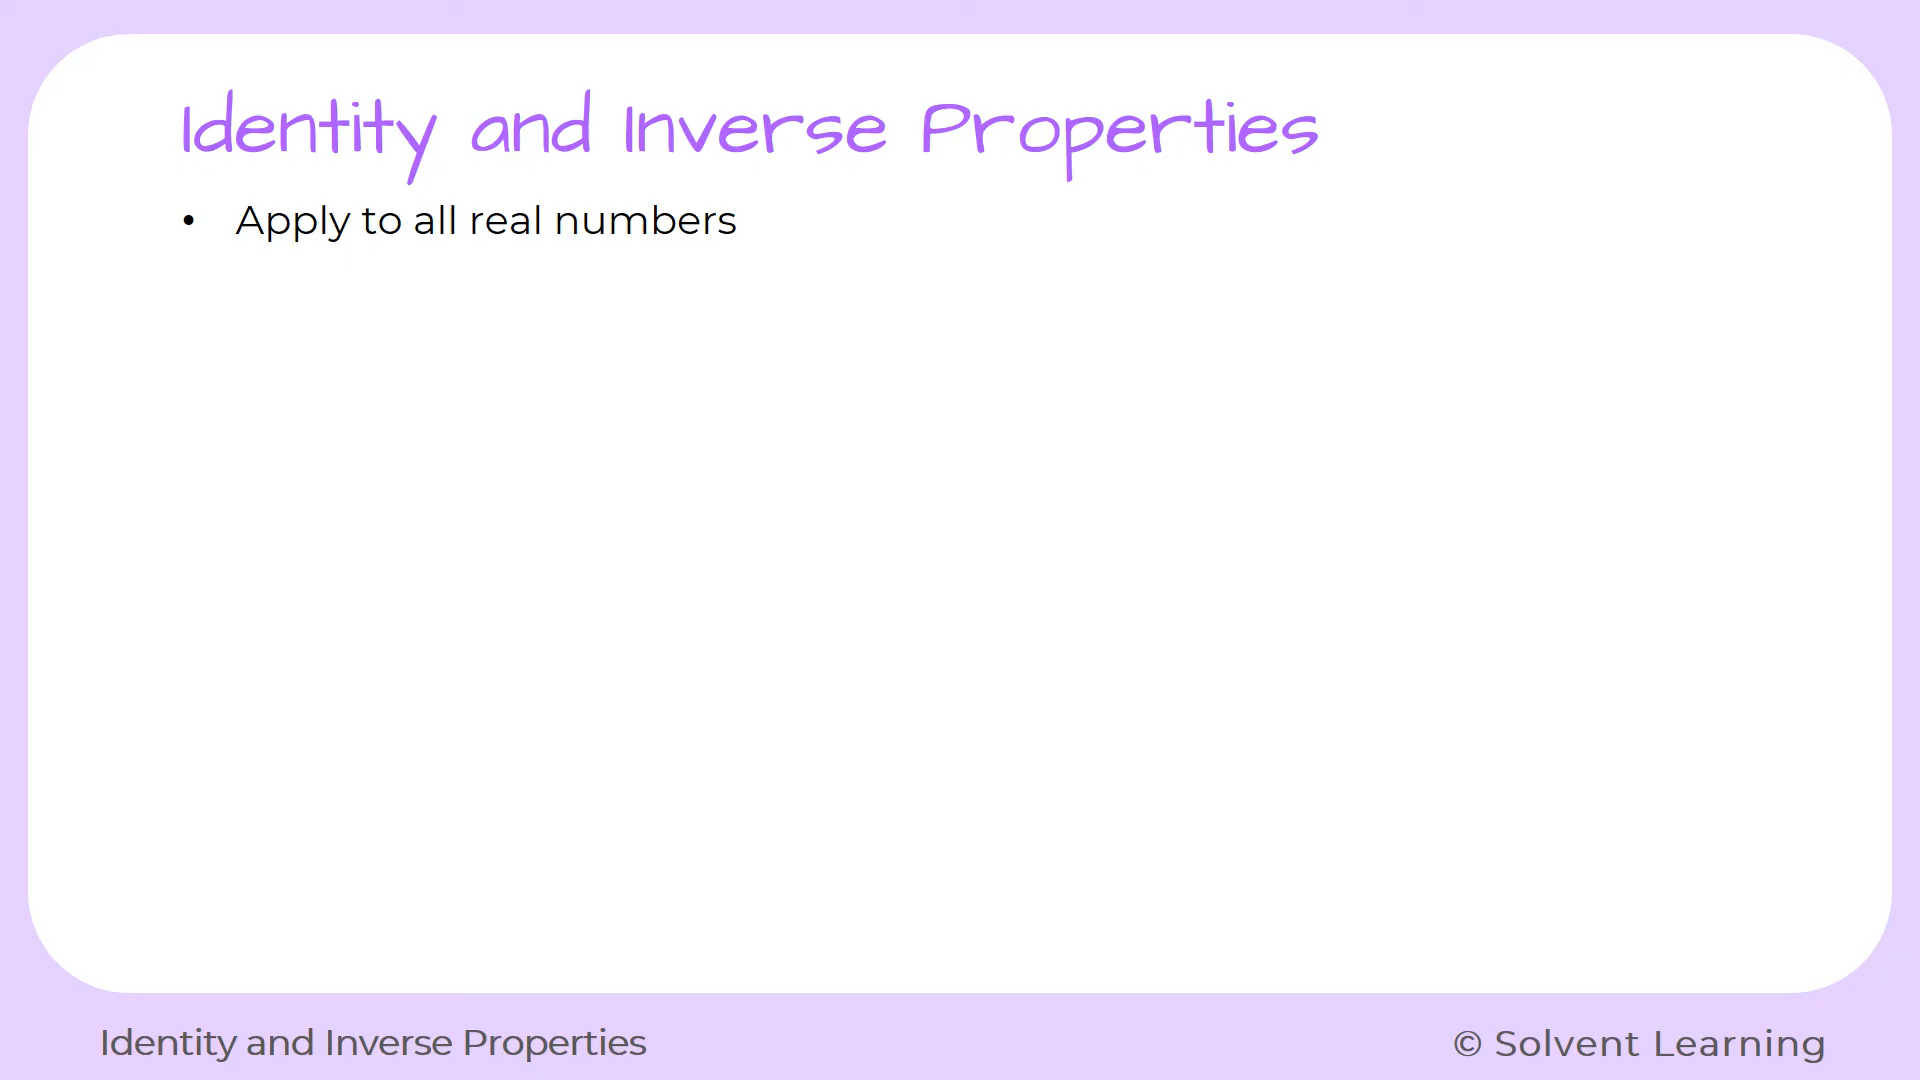 Identity and Inverse Properties
• Apply to all real numbers
Identity and Inverse Properties
© Solvent Learning